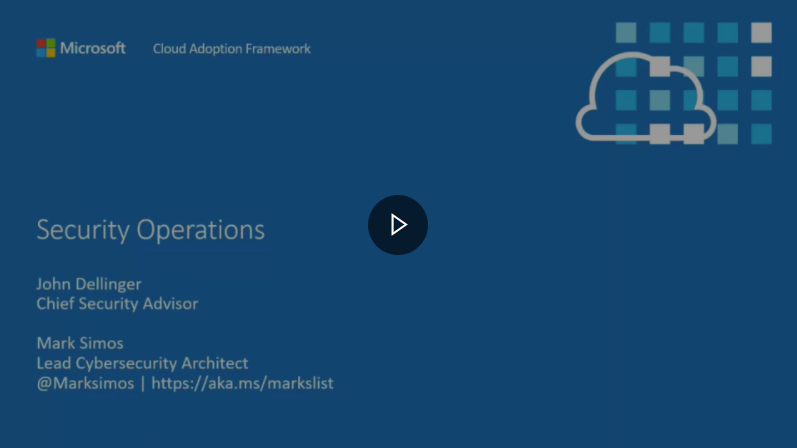 Microsoft Cloud Adoption Framework
Security Operations
John Dellinger
Chief Security Advisor
Mark Simos
Lead Cybersecurity Architect
@Marksimos | https://aka.ms/markslist